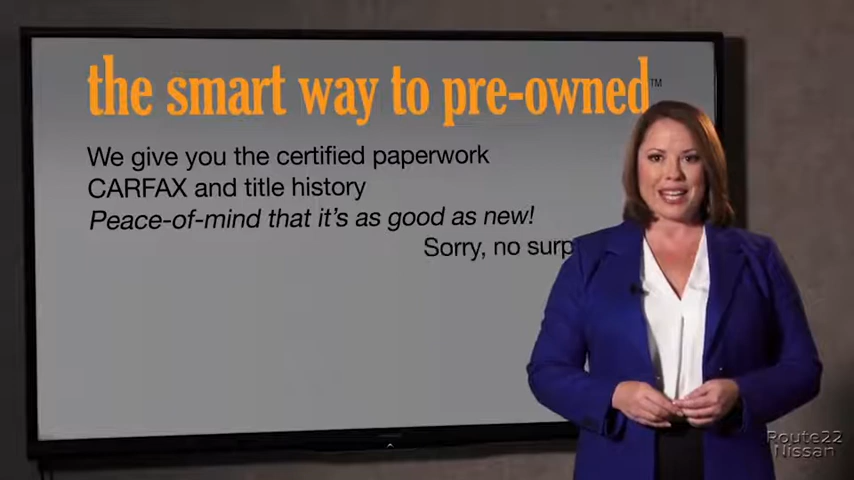 the smart way to pre-owned™
We give you the certified paperwork
CARFAX and title history
Peace-of-mind that it's as good as new!
Sorry, no surp
Route22
Nissan